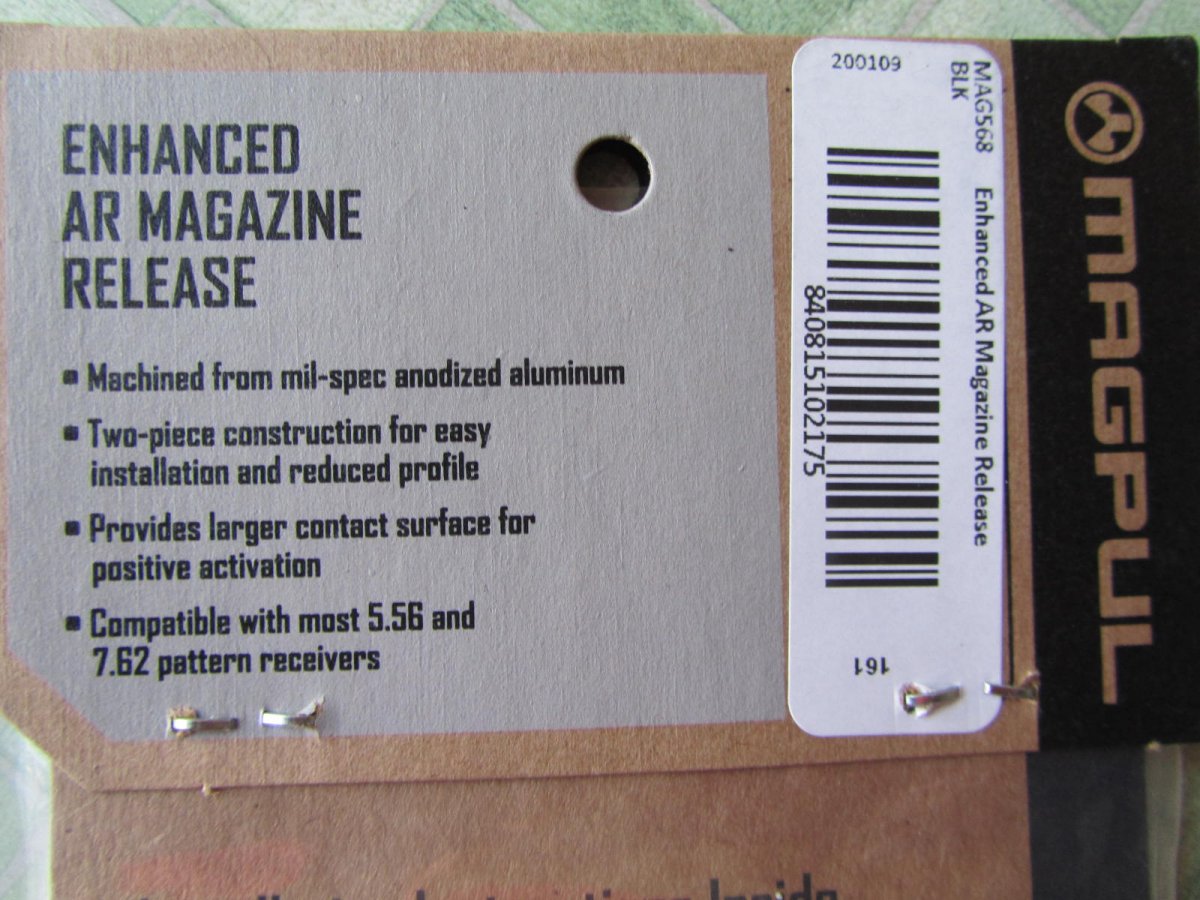 ENHANCED
AR MAGAZINE
RELEASE
▪ Machined from mil-spec anodized aluminum
▪ Two-piece construction for easy
installation and reduced profile
▪ Provides larger contact surface for
positive activation
▪ Compatible with most 5.56 and
7.62 pattern receivers
200109
MAG568 Enhanced AR Magazine Release
BLK
840815102175
161
MAGPUL